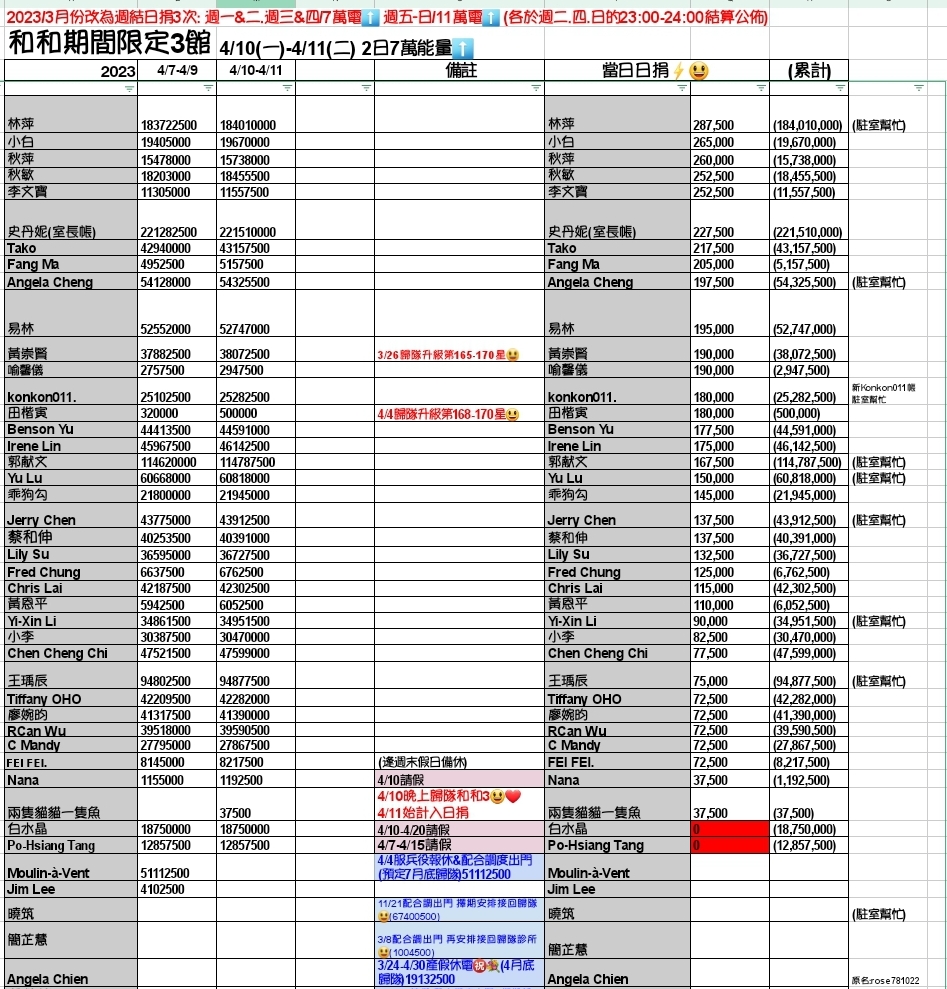 2023/3月份改為週結日捐3次: 週一&二.週三&四/7萬電⬆️ 週五-日/11萬電⬆️ (各於週二.四.日的23:00-24:00結算公佈)
和和期間限定3館 4/10(一)-4/11(二) 2日7萬能量⬆️
2023 4/7-4/9 4/10-4/11 備註 當日日捐⚡😃 (累計)
林萍 183722500 184010000 林萍 287,500 (184,010,000) (駐室幫忙)
小白 19405000 19670000 小白 265,000 (19,670,000)
秋萍 15478000 15738000 秋萍 260,000 (15,738,000)
秋敏 18203000 18455500 秋敏 252,500 (18,455,500)
李文寶 11305000 11557500 李文寶 252,500 (11,557,500)
史丹妮(室長帳) 221282500 221510000 史丹妮(室長帳) 227,500 (221,510,000)
Tako 42940000 43157500 Tako 217,500 (43,157,500)
Fang Ma 4952500 5157500 Fang Ma 205,000 (5,157,500)
Angela Cheng 54128000 54325500 Angela Cheng 197,500 (54,325,500) (駐室幫忙)
易林 52552000 52747000 易林 195,000 (52,747,000)
黃崇賢 37882500 38072500 3/26歸隊升級第165-170星😃 黃崇賢 190,000 (38,072,500)
喻馨儀 2757500 2947500 喻馨儀 190,000 (2,947,500)
konkon011. 25102500 25282500 konkon011. 180,000 (25,282,500) 新Konkon011帳
駐室幫忙
田楷寅 320000 500000 4/4歸隊升級第168-170星😃 田楷寅 180,000 (500,000)
Benson Yu 44413500 44591000 Benson Yu 177,500 (44,591,000)
Irene Lin 45967500 46142500 Irene Lin 175,000 (46,142,500)
郭献文 114620000 114787500 郭献文 167,500 (114,787,500) (駐室幫忙)
Yu Lu 60668000 60818000 Yu Lu 150,000 (60,818,000) (駐室幫忙)
乖狗勾 21800000 21945000 乖狗勾 145,000 (21,945,000)
Jerry Chen 43775000 43912500 Jerry Chen 137,500 (43,912,500) (駐室幫忙)
蔡和伸 40253500 40391000 蔡和伸 137,500 (40,391,000)
Lily Su 36595000 36727500 Lily Su 132,500 (36,727,500)
Fred Chung 6637500 6762500 Fred Chung 125,000 (6,762,500)
Chris Lai 42187500 42302500 Chris Lai 115,000 (42,302,500)
黃恩平 5942500 6052500 黃恩平 110,000 (6,052,500)
Yi-Xin Li 34861500 34951500 Yi-Xin Li 90,000 (34,951,500) (駐室幫忙)
小李 30387500 30470000 小李 82,500 (30,470,000)
Chen Cheng Chi 47521500 47599000 Chen Cheng Chi 77,500 (47,599,000)
王瑀辰 94802500 94877500 王瑀辰 75,000 (94,877,500) (駐室幫忙)
Tiffany OHO 42209500 42282000 Tiffany OHO 72,500 (42,282,000)
廖婉昀 41317500 41390000 廖婉昀 72,500 (41,390,000)
RCan Wu 39518000 39590500 RCan Wu 72,500 (39,590,500)
C Mandy 27795000 27867500 C Mandy 72,500 (27,867,500)
FEI FEI. 8145000 8217500 (逢週末假日備休) FEI FEI. 72,500 (8,217,500)
Nana 1155000 1192500 4/10請假 Nana 37,500 (1,192,500)
兩隻貓貓一隻魚 37500 4/10晚上歸隊和和3😃❤️
4/11始計入日捐 兩隻貓貓一隻魚 37,500 (37,500)
白水晶 18750000 18750000 4/10-4/20請假 白水晶 0 (18,750,000)
Po-Hsiang Tang 12857500 12857500 4/7-4/15請假 Po-Hsiang Tang 0 (12,857,500)
Moulin-à-Vent 51112500 4/4服兵役報休&配合調度出門
(預定7月底歸隊)51112500 Moulin-à-Vent
Jim Lee 4102500 Jim Lee
曉筑 11/21配合調出門 擇期安排接回歸隊
😃(67400500) 曉筑 (駐室幫忙)
簡芷慧 3/8配合調出門 再安排接回歸隊診所
😃(1004500) 簡芷慧
Angela Chien 3/24-4/30產假休電㊗️(4月底
歸隊)19132500 Angela Chien 原名:rose781022